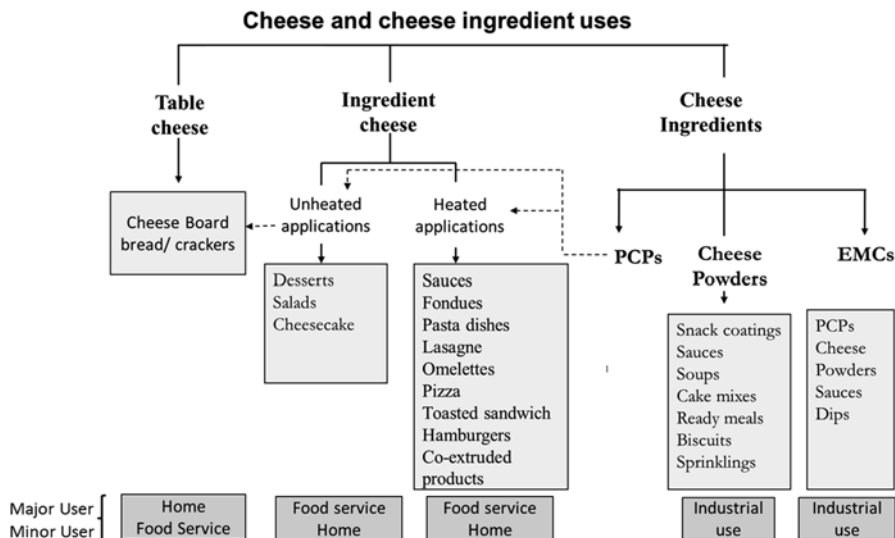 Cheese and cheese ingredient uses
Table
cheese
Ingredient
cheese
Cheese
Ingredients
Cheese Board
bread/ crackers
Unheated
applications
Heated
applications
PCPs
Cheese
Powders
EMCs
Desserts
Salads
Cheesecake
Sauces
Fondues
Pasta dishes
Lasagne
Omelettes
Pizza
Toasted sandwich
Hamburgers
Co-extruded
products
Snack coatings
Sauces
Soups
Cake mixes
Ready meals
Biscuits
Sprinklings
PCPs
Cheese
Powders
Sauces
Dips
Major User
Minor User
Home
Food Service
Food service
Home
Food service
Home
Industrial
use
Industrial
use